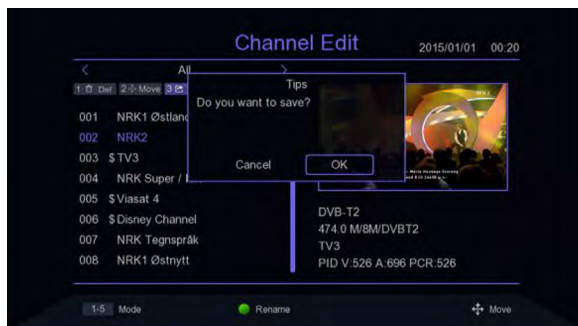 Channel Edit
2015/01/01 00:20
All
1 Del 2 Move 3
Tips
Do you want to save?
Cancel OK
001 NRK1 Østland
002 NRK2
003 $TV3
004 NRK Super /
005 $Viasat 4
006 $Disney Channel
007 NRK Tegnspråk
008 NRK1 Østnytt
DVB-T2
474.0 M/8M/DVBT2
TV3
PID V:526 A:696 PCR:526
1-5 Mode
Rename
Move